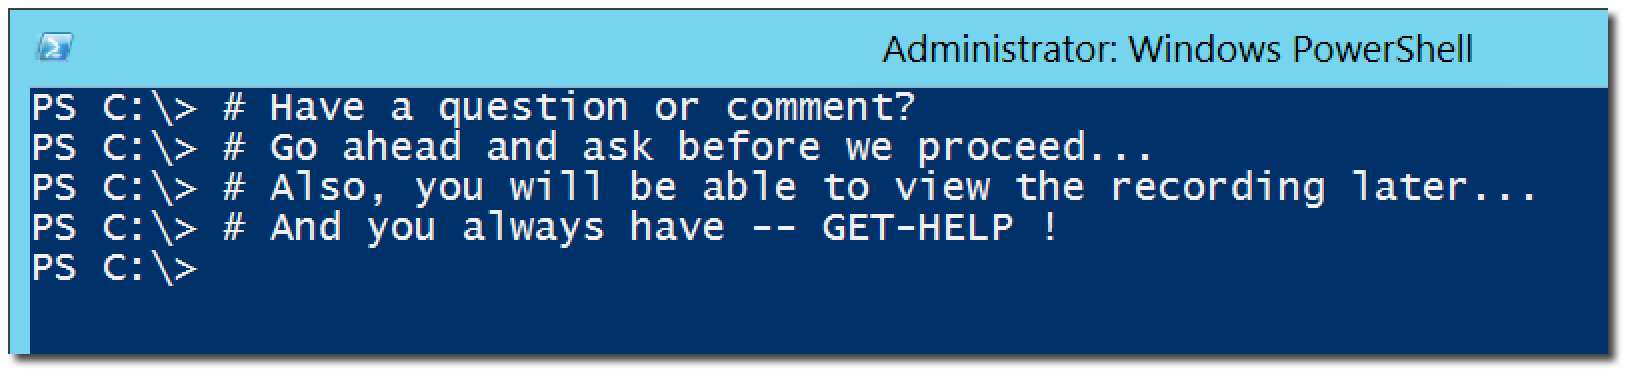 Administrator: Windows PowerShell
PS C:\> # Have a question or comment?
PS C:\> # Go ahead and ask before we proceed...
PS C:\> # Also, you will be able to view the recording later...
PS C:\> # And you always have -- GET-HELP !
PS C:\>